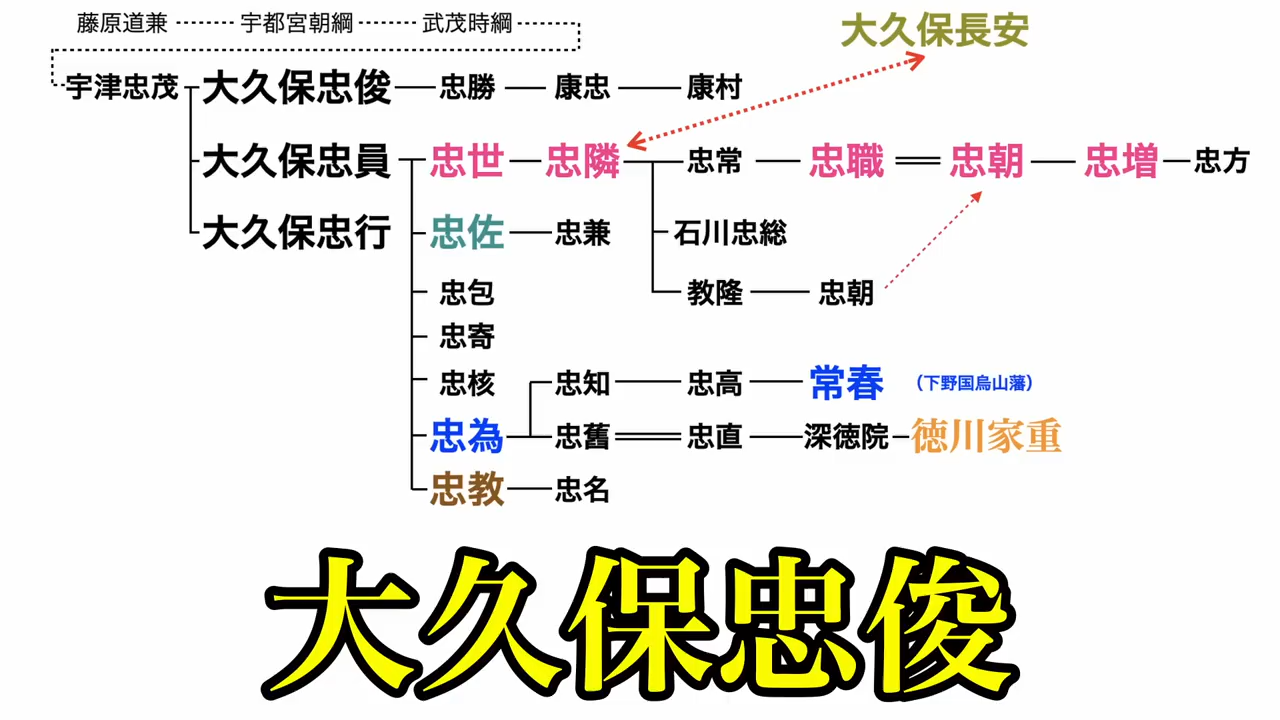 藤原道兼 宇都宮朝綱 武茂時綱
大久保長安
宇津忠茂 大久保忠俊 忠勝 康忠 康村
大久保忠員 忠世 忠隣 忠常 忠職 忠朝 忠増 忠方
大久保忠行 忠佐 忠兼 石川忠総
忠包 教隆 忠朝
忠寄
忠核 忠知 忠高 常春 （下野国烏山藩）
忠為 忠舊 忠直 深徳院 徳川家重
忠教 忠名
大久保忠俊